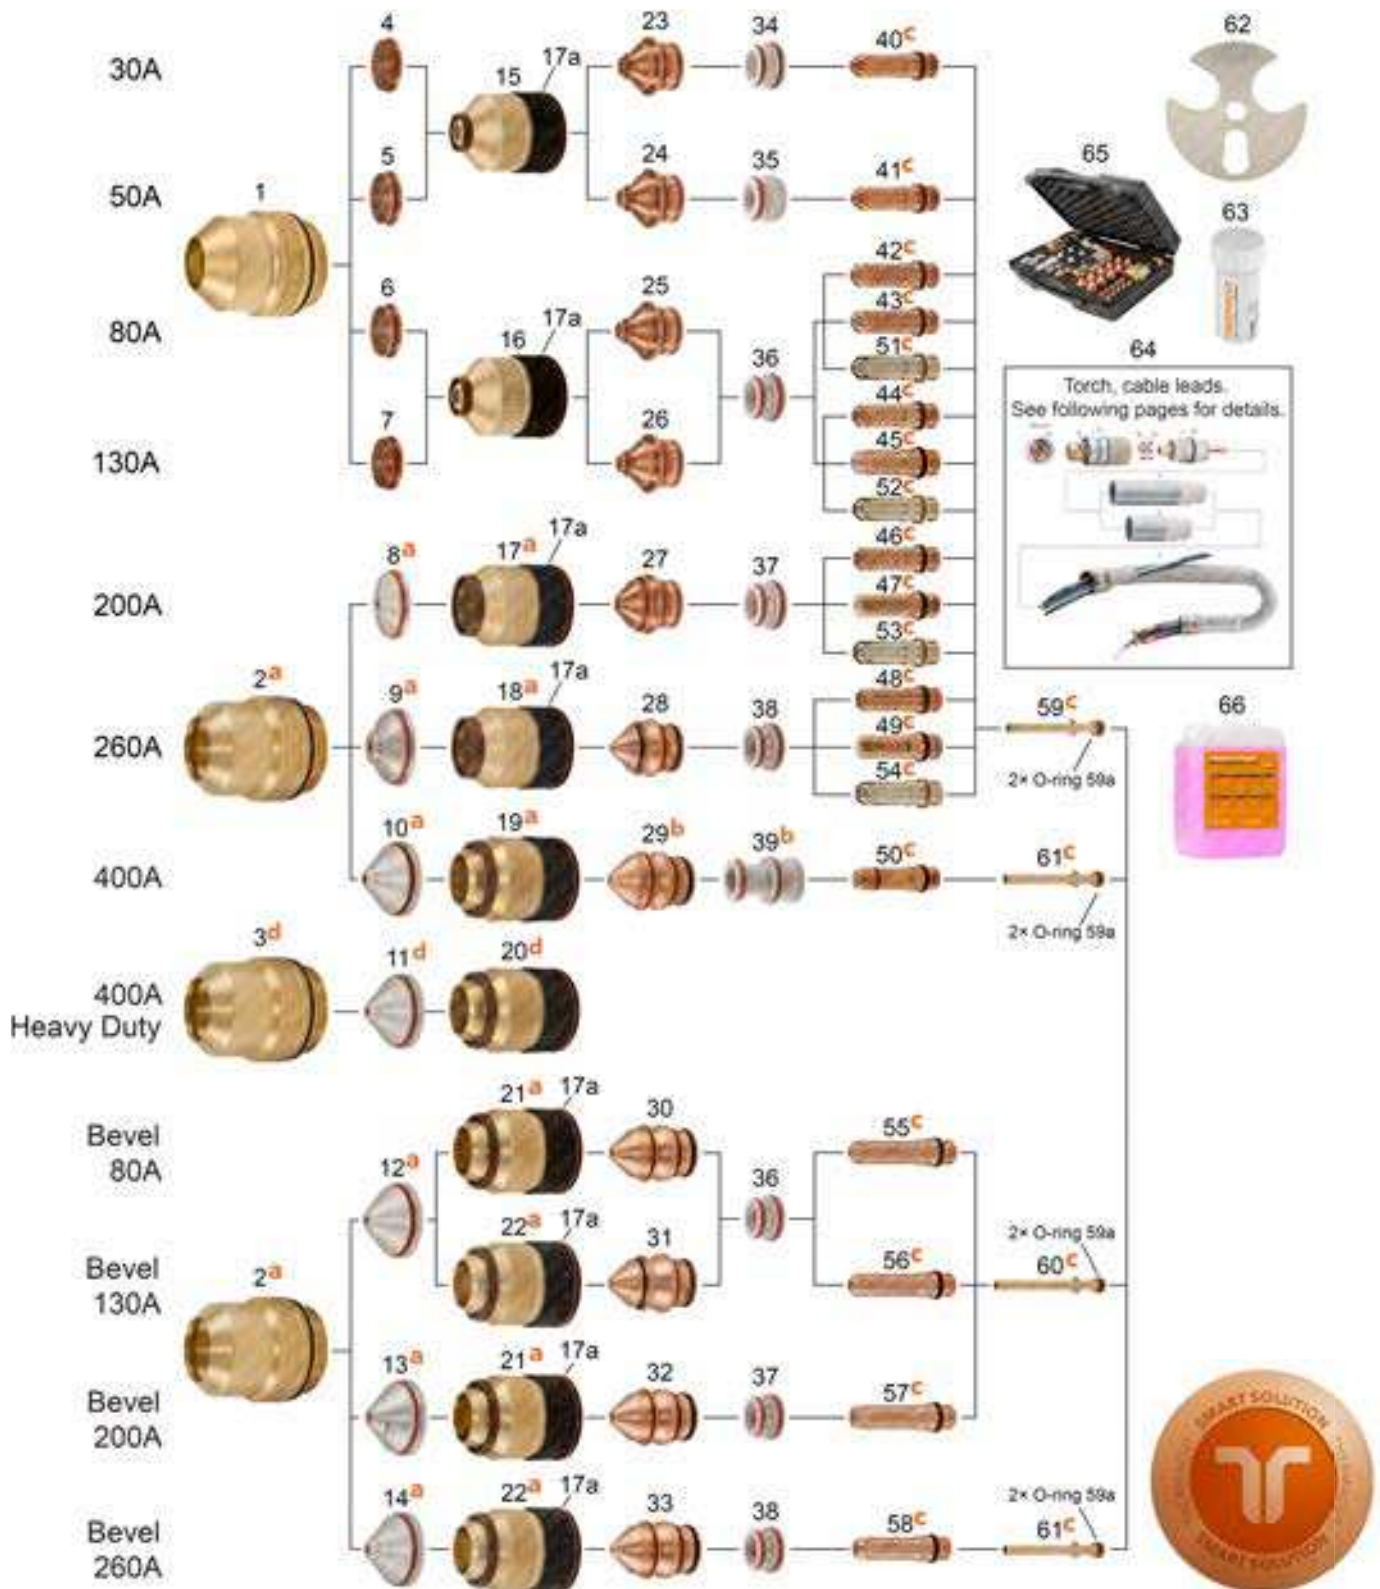 4
23
34
40c
62
30A
15
17a
5
24
35
41c
65
50A
1
63
42c
6
25
43c
80A
16
17a
36
51c
64
Torch, cable leads.
See following pages for details.
44c
7
26
45c
130A
52c
8a
17a
17a
27
37
46c
200A
47c
53c
2a
9a
18a
17a
28
38
48c
59c
66
260A
49c
2× O-ring 59a
54c
10a
19a
29b
39b
50c
61c
400A
2× O-ring 59a
3d
11d
20d
400A
Heavy Duty
21a
17a
30
55c
Bevel
80A
12a
36
22a
17a
31
56c
2× O-ring 59a
60c
Bevel
130A
2a
13a
21a
17a
32
37
57c
Bevel
200A
SMART SOLUTION
14a
22a
17a
33
38
58c
2× O-ring 59a
61c
Bevel
260A
SMART SOLUTION